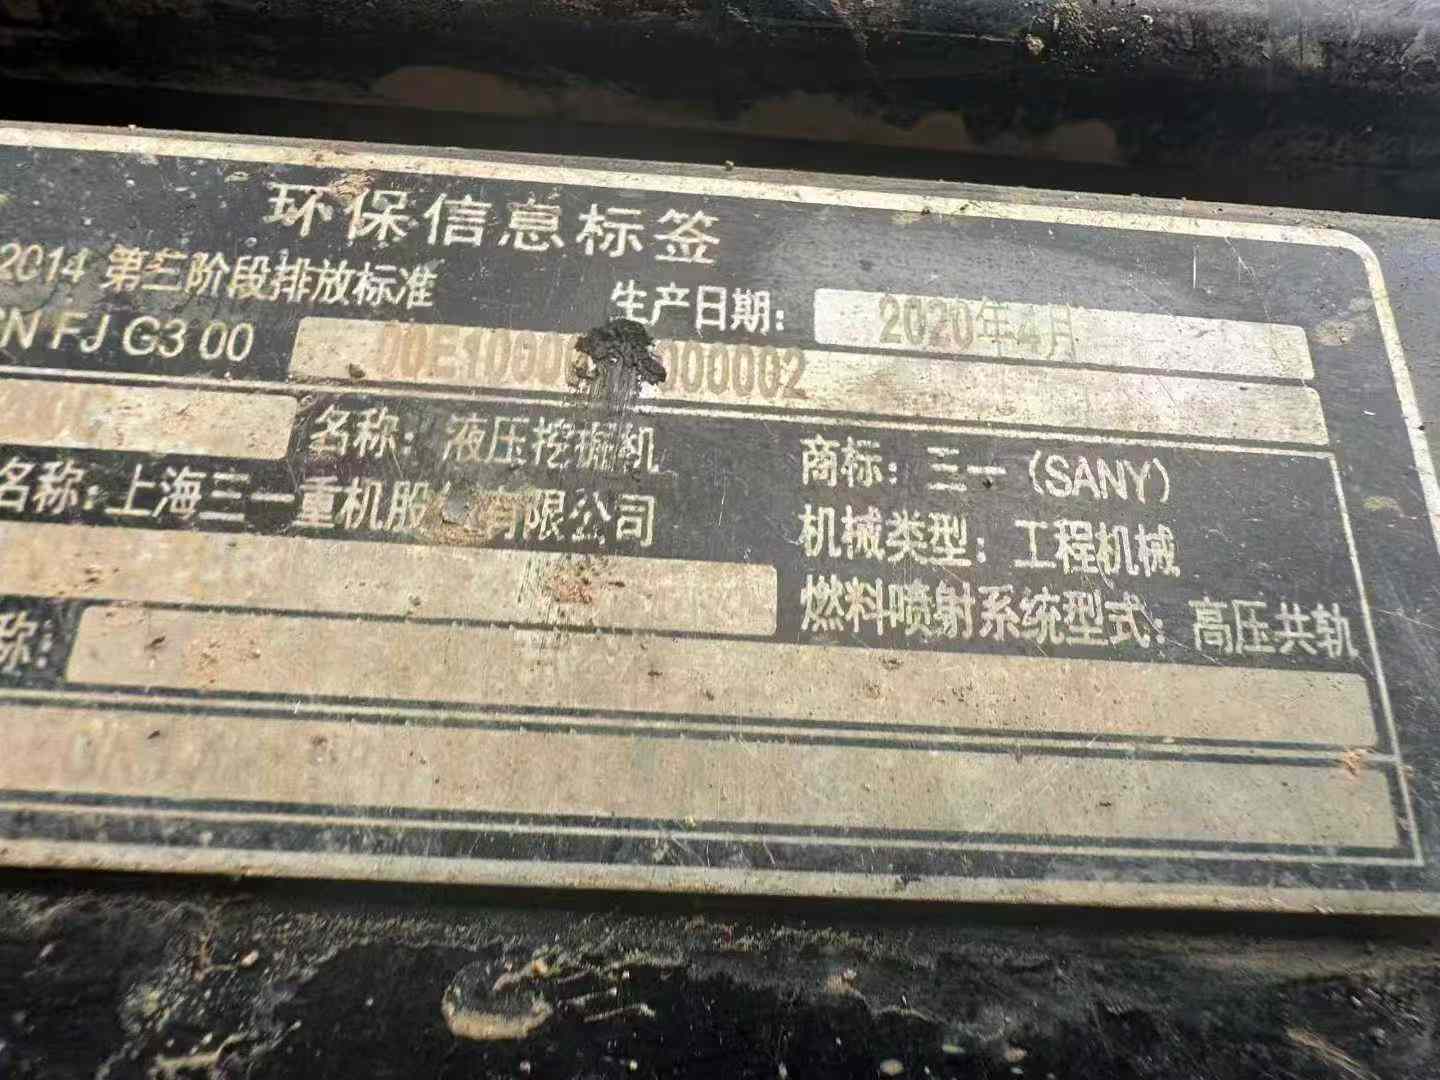 环保信息标签
2014 第三阶段排放标准 生产日期: 2020年4月
CN FJ G3 00 00E1000 000002
名称: 液压挖掘机 商标: 三一 (SANY)
名称: 上海三一重机股份有限公司 机械类型: 工程机械
燃料喷射系统型式: 高压共轨
称: